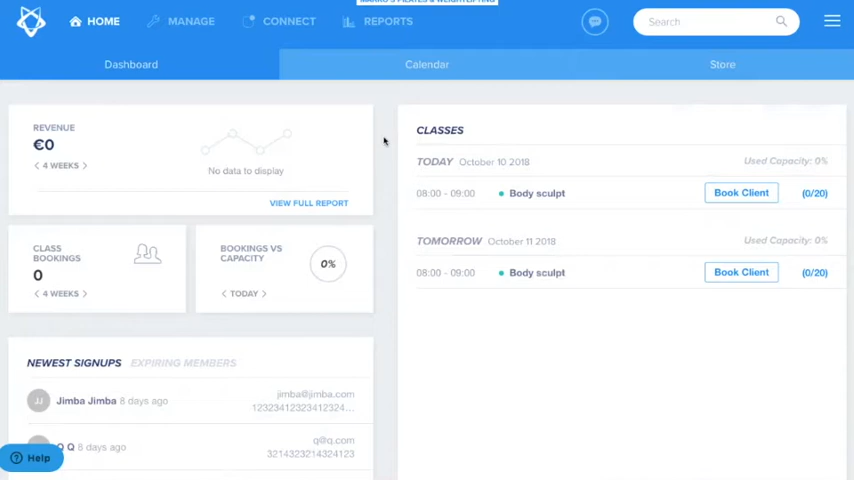 MARKO'S PILATES & WEIGHTLIFTING
HOME MANAGE CONNECT REPORTS Search
Dashboard Calendar Store
REVENUE
€0
< 4 WEEKS >
No data to display
VIEW FULL REPORT
CLASS
BOOKINGS
0
< 4 WEEKS >
BOOKINGS VS
CAPACITY
0%
< TODAY >
NEWEST SIGNUPS EXPIRING MEMBERS
JJ Jimba Jimba 8 days ago
jimba@jimba.com
12323412323412324...
Q Q 8 days ago
q@q.com
3214323214324123
Help
CLASSES
TODAY October 10 2018 Used Capacity: 0%
08:00 - 09:00 Body sculpt Book Client (0/20)
TOMORROW October 11 2018 Used Capacity: 0%
08:00 - 09:00 Body sculpt Book Client (0/20)